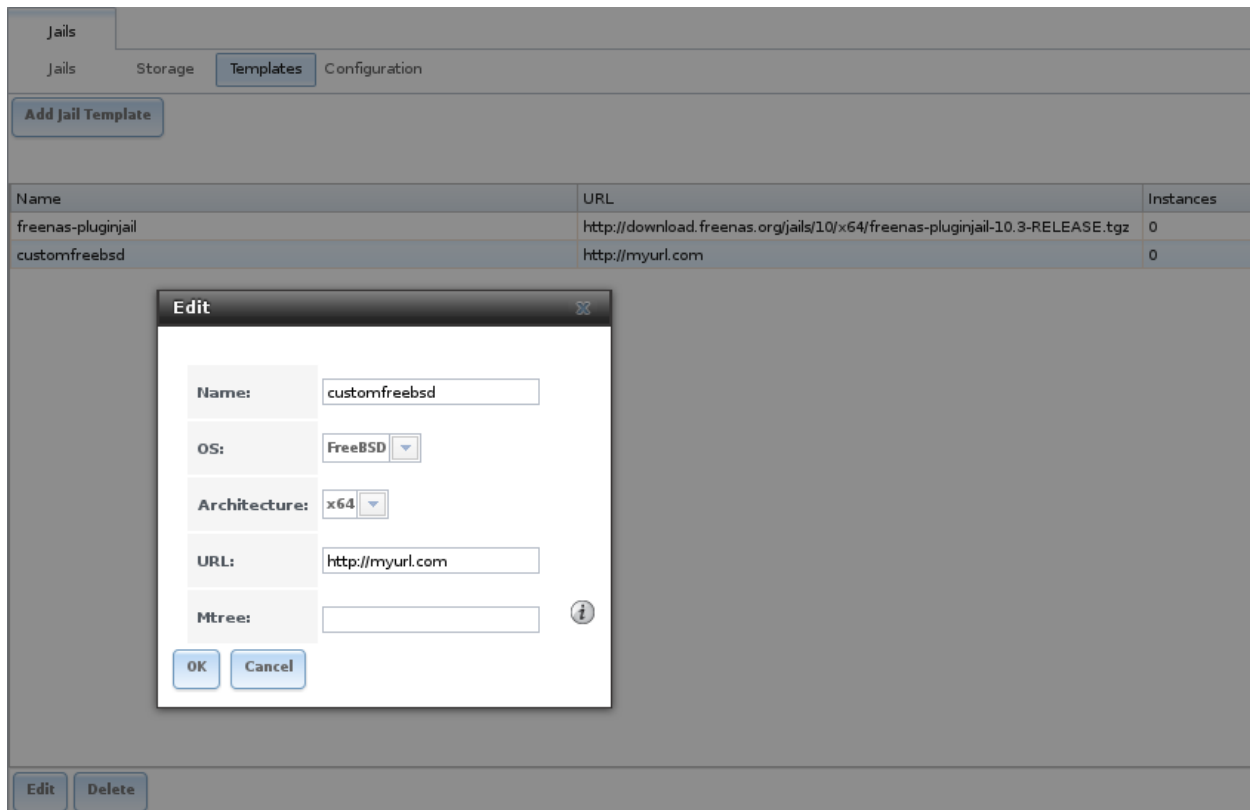 Jails
Jails Storage Templates Configuration
Add Jail Template
Name URL Instances
freenas-pluginjail http://download.freenas.org/jails/10/x64/freenas-pluginjail-10.3-RELEASE.tgz 0
customfreebsd http://myurl.com 0
Edit
Name: customfreebsd
OS: FreeBSD
Architecture: x64
URL: http://myurl.com
Mtree: i
OK Cancel
Edit Delete